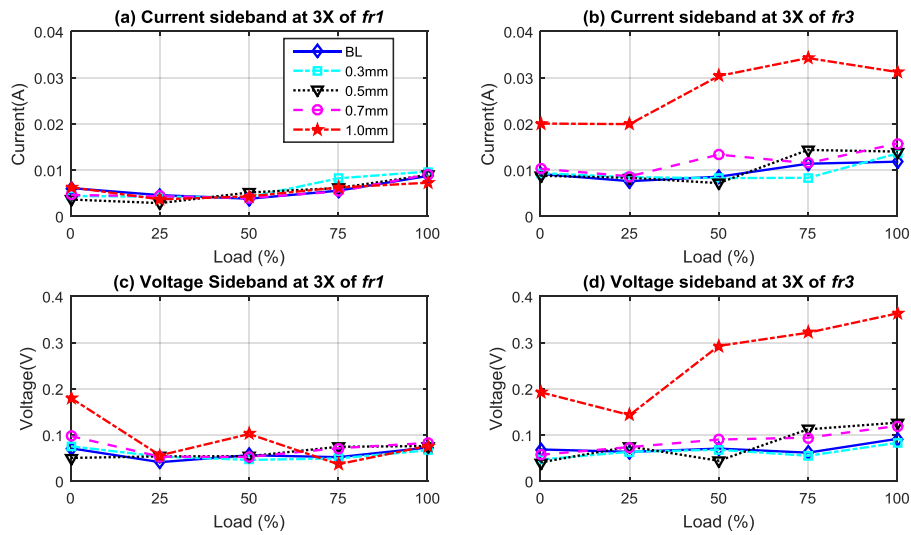 (a) Current sideband at 3X of fr1
0.04
0.03
0.02
0.01
0
Currrent(A)
BL
0.3mm
0.5mm
0.7mm
1.0mm
0 25 50 75 100
Load (%)
(b) Current sideband at 3X of fr3
0.04
0.03
0.02
0.01
0
Currrent(A)
0 25 50 75 100
Load (%)
(c) Voltage Sideband at 3X of fr1
0.4
0.3
0.2
0.1
0
Voltage(V)
0 25 50 75 100
Load (%)
(d) Voltage sideband at 3X of fr3
0.4
0.3
0.2
0.1
0
Voltage(V)
0 25 50 75 100
Load (%)